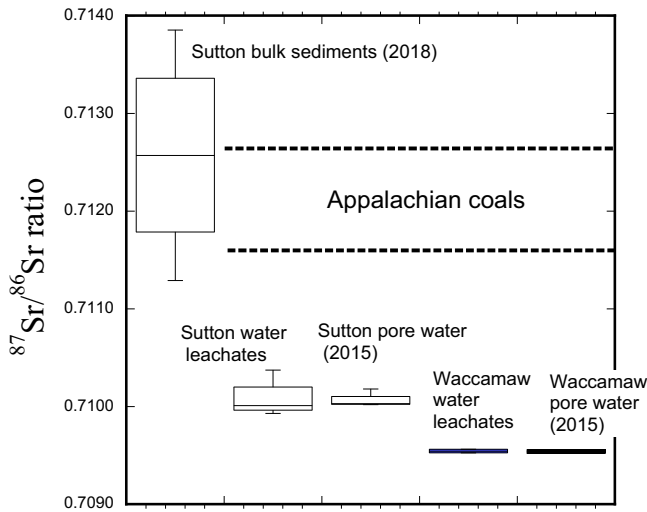 0.7140
Sutton bulk sediments (2018)
0.7130
0.7120
Appalachian coals
0.7110
0.7100
0.7090
87Sr/86Sr ratio
Sutton water
leachates
Sutton pore water
(2015)
Waccamaw
water
leachates
Waccamaw
pore water
(2015)